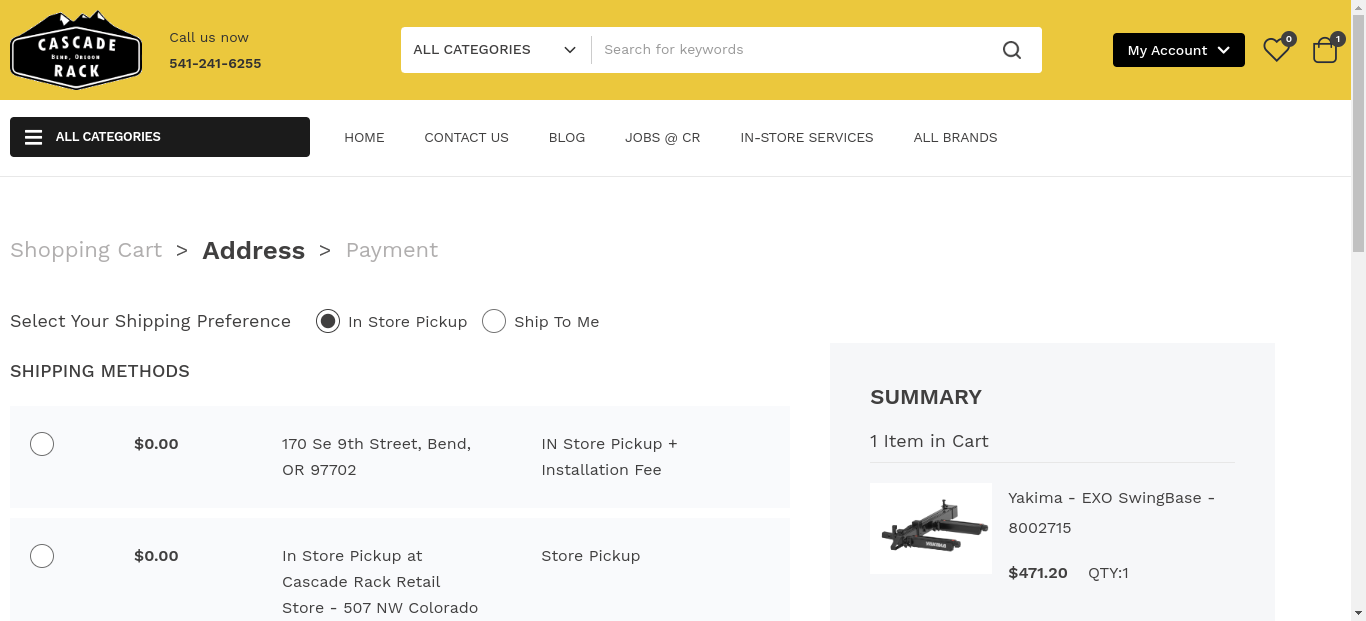 CASCADE
Bend, Oregon
RACK
Call us now
541-241-6255
ALL CATEGORIES
Search for keywords
My Account
0
1
ALL CATEGORIES
HOME
CONTACT US
BLOG
JOBS @ CR
IN-STORE SERVICES
ALL BRANDS
Shopping Cart > Address > Payment
Select Your Shipping Preference
In Store Pickup
Ship To Me
SHIPPING METHODS
$0.00
170 Se 9th Street, Bend,
OR 97702
IN Store Pickup +
Installation Fee
$0.00
In Store Pickup at
Cascade Rack Retail
Store - 507 NW Colorado
Store Pickup
SUMMARY
1 Item in Cart
Yakima - EXO SwingBase -
8002715
$471.20 QTY:1